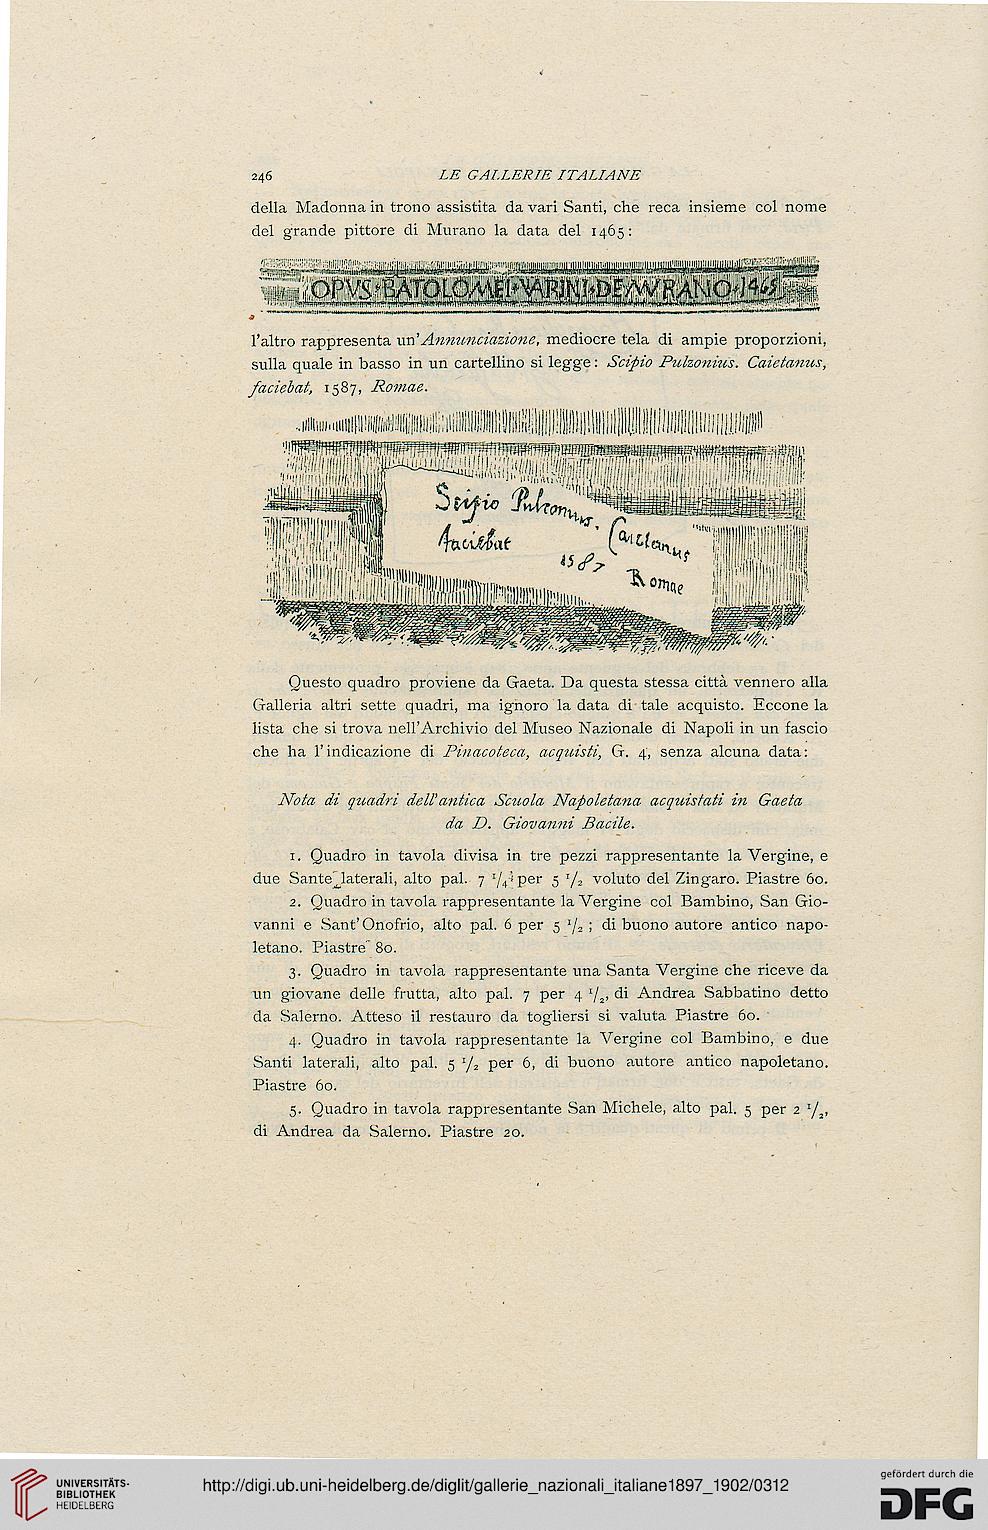 246
LE GALLERIE ITALIANE
della Madonna in trono assistita da vari Santi, che reca insieme col nome
del grande pittore di Murano la data del 1465:
OPVS·BATOLOMEI·VARINI·DE·MVRANO·1465
l'altro rappresenta un'Annunciazione, mediocre tela di ampie proporzioni,
sulla quale in basso in un cartellino si legge: Scipio Pulzonius. Caietanus,
faciebat, 1587, Romae.
Scipio Pulzonius. Caietanus
faciebat
1587
Romae
Questo quadro proviene da Gaeta. Da questa stessa città vennero alla
Galleria altri sette quadri, ma ignoro la data di tale acquisto. Eccone la
lista che si trova nell'Archivio del Museo Nazionale di Napoli in un fascio
che ha l'indicazione di Pinacoteca, acquisti, G. 4, senza alcuna data:
Nota di quadri dell'antica Scuola Napoletana acquistati in Gaeta
da D. Giovanni Bacile.
1. Quadro in tavola divisa in tre pezzi rappresentante la Vergine, e
due Sante laterali, alto pal. 7 1/4 per 5 1/2 voluto del Zingaro. Piastre 60.
2. Quadro in tavola rappresentante la Vergine col Bambino, San Gio-
vanni e Sant'Onofrio, alto pal. 6 per 5 1/2; di buono autore antico napo-
letano. Piastre 80.
3. Quadro in tavola rappresentante una Santa Vergine che riceve da
un giovane delle frutta, alto pal. 7 per 4 1/2, di Andrea Sabbatino detto
da Salerno. Atteso il restauro da togliersi si valuta Piastre 60.
4. Quadro in tavola rappresentante la Vergine col Bambino, e due
Santi laterali, alto pal. 5 1/2 per 6, di buono autore antico napoletano.
Piastre 60.
5. Quadro in tavola rappresentante San Michele, alto pal. 5 per 2 1/2,
di Andrea da Salerno. Piastre 20.
UNIVERSITÄTS-
BIBLIOTHEK
HEIDELBERG
http://digi.ub.uni-heidelberg.de/diglit/gallerie_nazionali_italiane1897_1902/0312
gefördert durch die
DFG